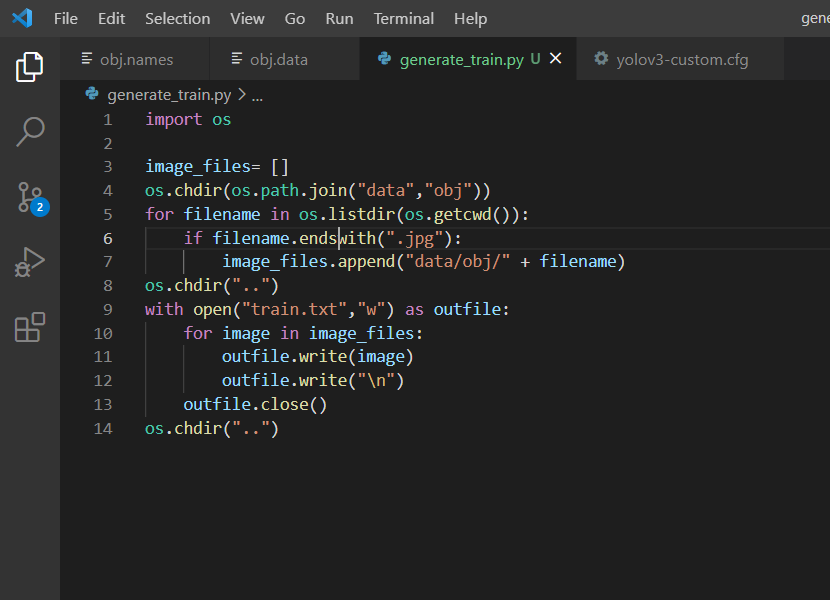 File Edit Selection View Go Run Terminal Help gene
obj.names obj.data generate_train.py U yolov3-custom.cfg
generate_train.py > ...
1 import os
2
3 image_files= []
4 os.chdir(os.path.join("data","obj"))
5 for filename in os.listdir(os.getcwd()):
6     if filename.endswith(".jpg"):
7         image_files.append("data/obj/" + filename)
8 os.chdir("..")
9 with open("train.txt","w") as outfile:
10     for image in image_files:
11         outfile.write(image)
12         outfile.write("\n")
13     outfile.close()
14 os.chdir("..")
2